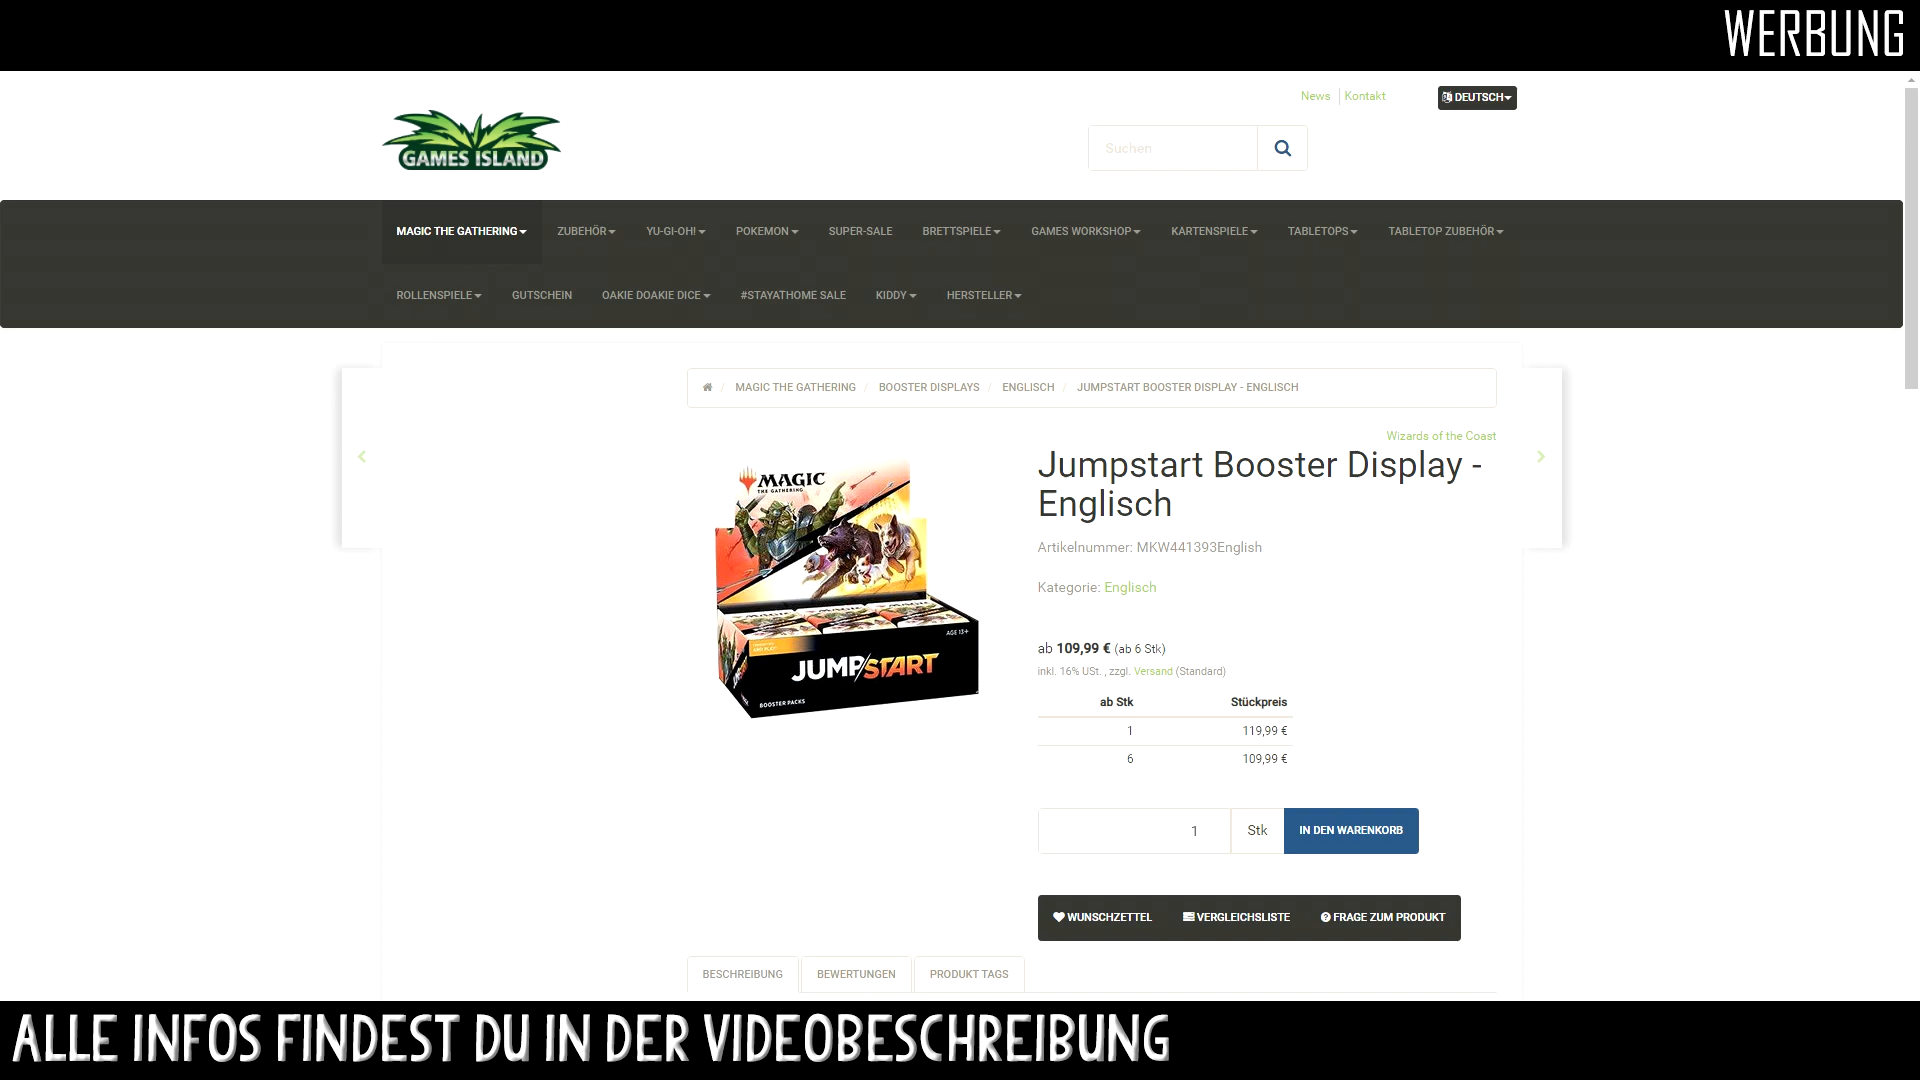 WERBUNG
News Kontakt
DEUTSCH
GAMES ISLAND
Suchen
MAGIC THE GATHERING ZUBEHÖR YU-GI-OH! POKEMON SUPER-SALE BRETTSPIELE GAMES WORKSHOP KARTENSPIELE TABLETOPS TABLETOP ZUBEHÖR
ROLLENSPIELE GUTSCHEIN OAKIE DOAKIE DICE #STAYATHOME SALE KIDDY HERSTELLER
/ MAGIC THE GATHERING / BOOSTER DISPLAYS / ENGLISCH / JUMPSTART BOOSTER DISPLAY - ENGLISCH
Wizards of the Coast
Jumpstart Booster Display -
Englisch
Artikelnummer: MKW441393English
Kategorie: Englisch
MAGIC
THE GATHERING
AGE 13+
JUMPSTART
BOOSTER PACKS
ab 109,99 € (ab 6 Stk)
inkl. 16% USt. , zzgl. Versand (Standard)
ab Stk Stückpreis
1 119,99 €
6 109,99 €
1 Stk IN DEN WARENKORB
WUNSCHZETTEL VERGLEICHSLISTE FRAGE ZUM PRODUKT
BESCHREIBUNG BEWERTUNGEN PRODUKT TAGS
ALLE INFOS FINDEST DU IN DER VIDEOBESCHREIBUNG